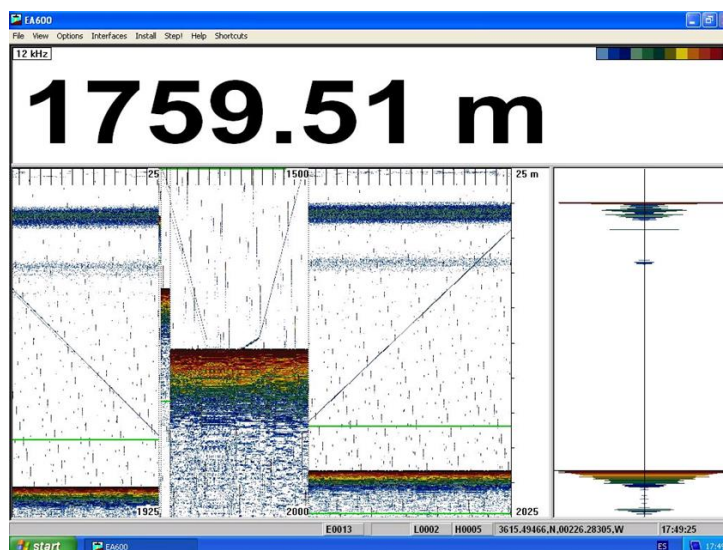 EA600
File View Options Interfaces Install Step! Help Shortcuts
12 kHz
1759.51 m
25 1500 25 m
1925 2000 2025
E0013 L0002 H0005 3615.49466,N,00226.28305,W 17:49:25
start EA600 ES